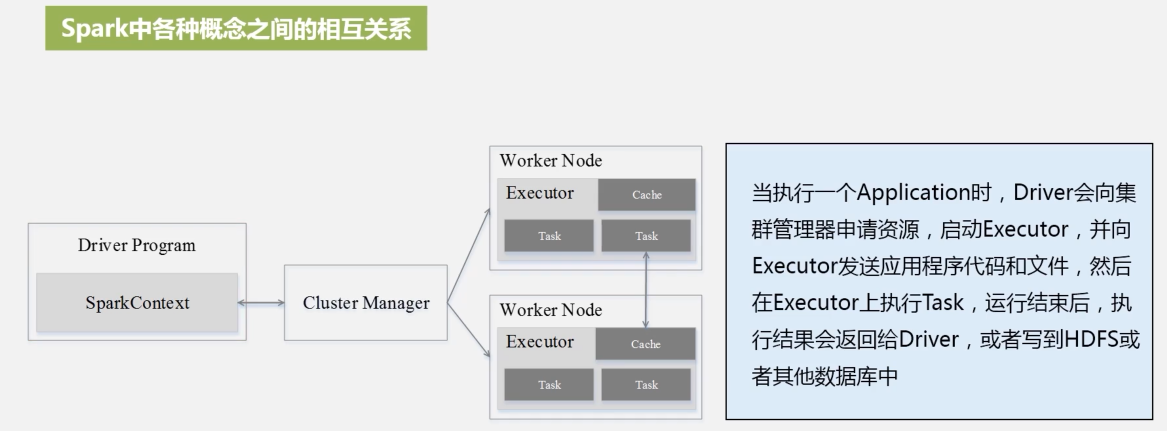 Spark中各种概念之间的相互关系
Driver Program
SparkContext
Cluster Manager
Worker Node
Executor
Cache
Task
Task
Worker Node
Executor
Cache
Task
Task
当执行一个Application时，Driver会向集
群管理器申请资源，启动Executor，并向
Executor发送应用程序代码和文件，然后
在Executor上执行Task，运行结束后，执
行结果会返回给Driver，或者写到HDFS或
者其他数据库中